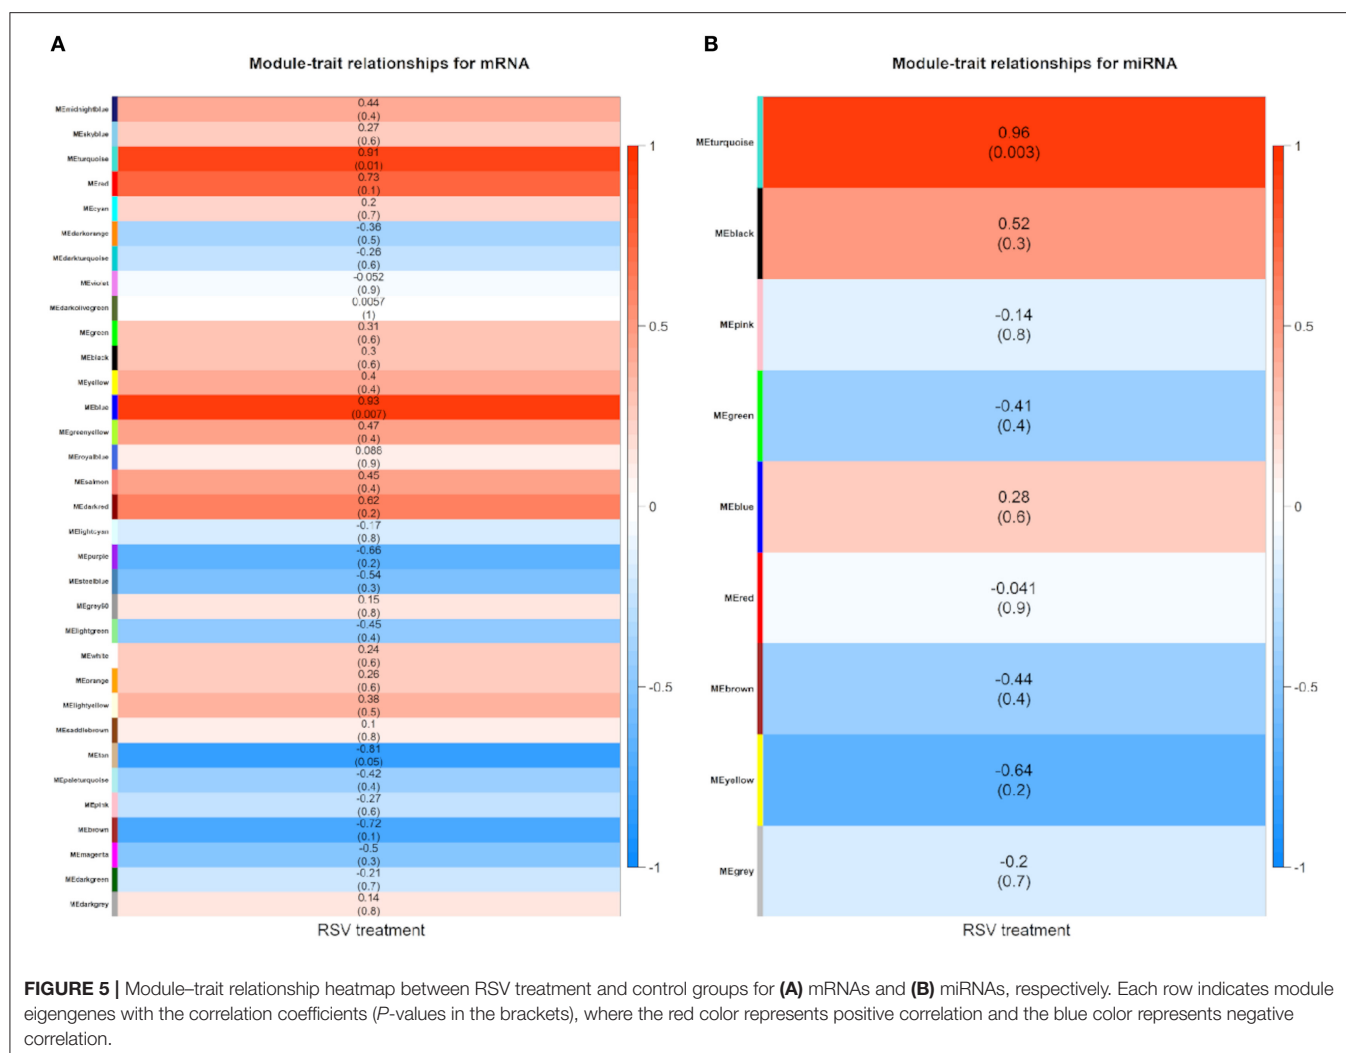 A
Module-trait relationships for mRNA
MEmidnightblue 0.44
(0.4)
MEskyblue 0.27
(0.6)
MEturquoise 0.91
(0.01)
MEred 0.73
(0.1)
MEcyan 0.2
(0.7)
MEdarkorange -0.36
(0.5)
MEdarkturquoise -0.26
(0.6)
MEviolet -0.052
(0.9)
MEdarkolivegreen 0.0057
(1)
MEgreen 0.31
(0.6)
MEblack 0.3
(0.6)
MEyellow 0.4
(0.4)
MEblue 0.93
(0.007)
MEgreenyellow 0.47
(0.4)
MEroyalblue 0.086
(0.9)
MEsalmon 0.45
(0.4)
MEdarkred 0.62
(0.2)
MElightcyan -0.17
(0.8)
MEpurple -0.66
(0.2)
MEsteelblue -0.54
(0.3)
MEgrey60 0.15
(0.8)
MElightgreen -0.45
(0.4)
MEwhite 0.24
(0.6)
MEorange 0.26
(0.6)
MElightyellow 0.38
(0.5)
MEsaddlebrown 0.1
(0.8)
MEtan -0.81
(0.05)
MEpaleturquoise -0.42
(0.4)
MEpink -0.27
(0.6)
MEbrown -0.72
(0.1)
MEmagenta -0.5
(0.3)
MEdarkgreen -0.21
(0.7)
MEdarkgrey 0.14
(0.8)
RSV treatment
1
0.5
0
-0.5
-1
B
Module-trait relationships for miRNA
MEturquoise 0.96
(0.003)
MEblack 0.52
(0.3)
MEpink -0.14
(0.8)
MEgreen -0.41
(0.4)
MEblue 0.28
(0.6)
MEred -0.041
(0.9)
MEbrown -0.44
(0.4)
MEyellow -0.64
(0.2)
MEgrey -0.2
(0.7)
RSV treatment
1
0.5
0
-0.5
-1
FIGURE 5 | Module–trait relationship heatmap between RSV treatment and control groups for (A) mRNAs and (B) miRNAs, respectively. Each row indicates module
eigengenes with the correlation coefficients (P-values in the brackets), where the red color represents positive correlation and the blue color represents negative
correlation.